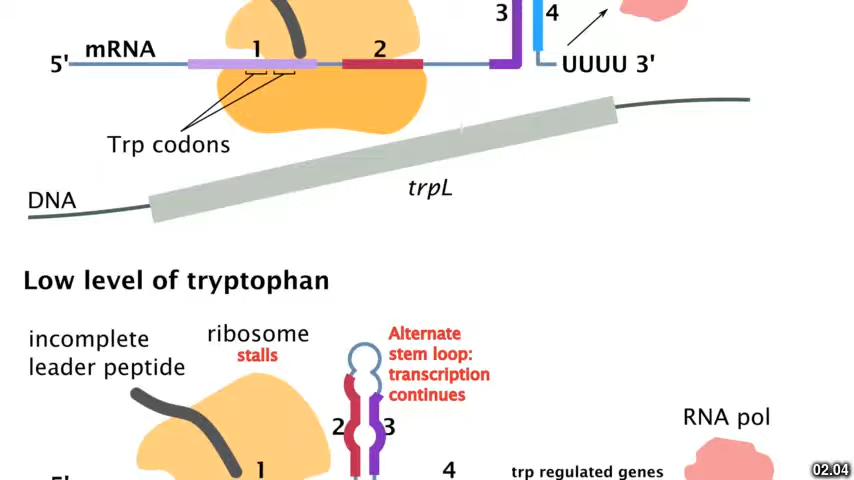 3 4
1 2
5' mRNA UUUU 3'
Trp codons
trpL
DNA
Low level of tryptophan
incomplete
leader peptide
ribosome
stalls
Alternate
stem loop:
transcription
continues
2 3
RNA pol
1 4 trp regulated genes
02.04